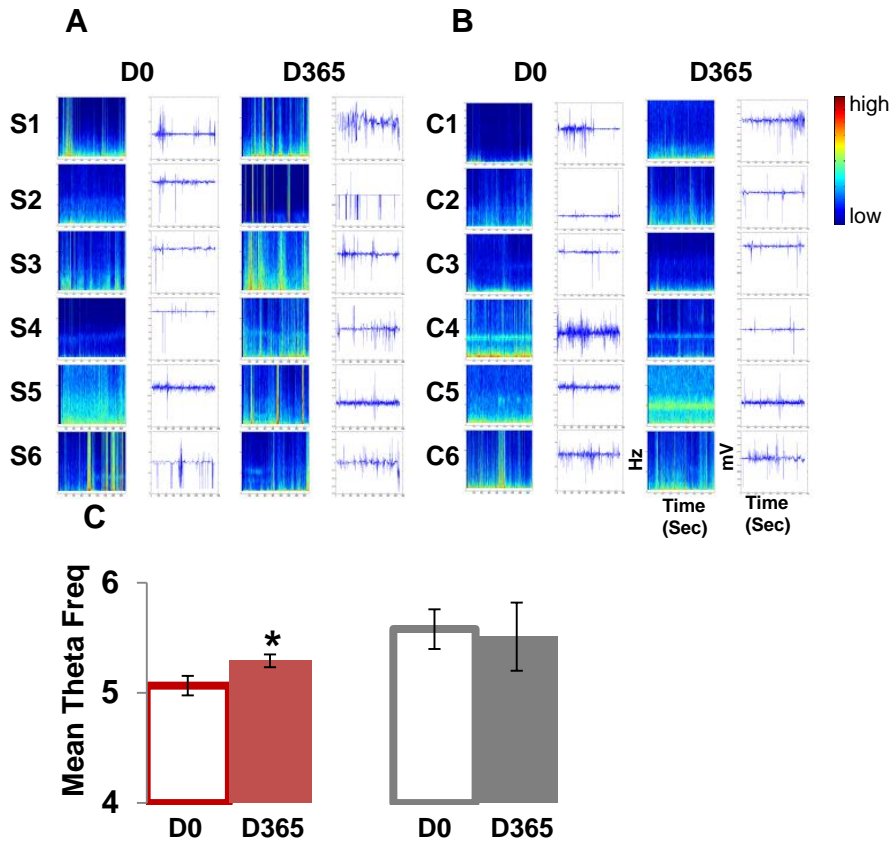 A
B
D0
D365
D0
D365
high
low
S1
S2
S3
S4
S5
S6
C1
C2
C3
C4
C5
C6
Hz
mV
Time
(Sec)
Time
(Sec)
C
Mean Theta Freq
6
5
4
*
D0
D365
D0
D365